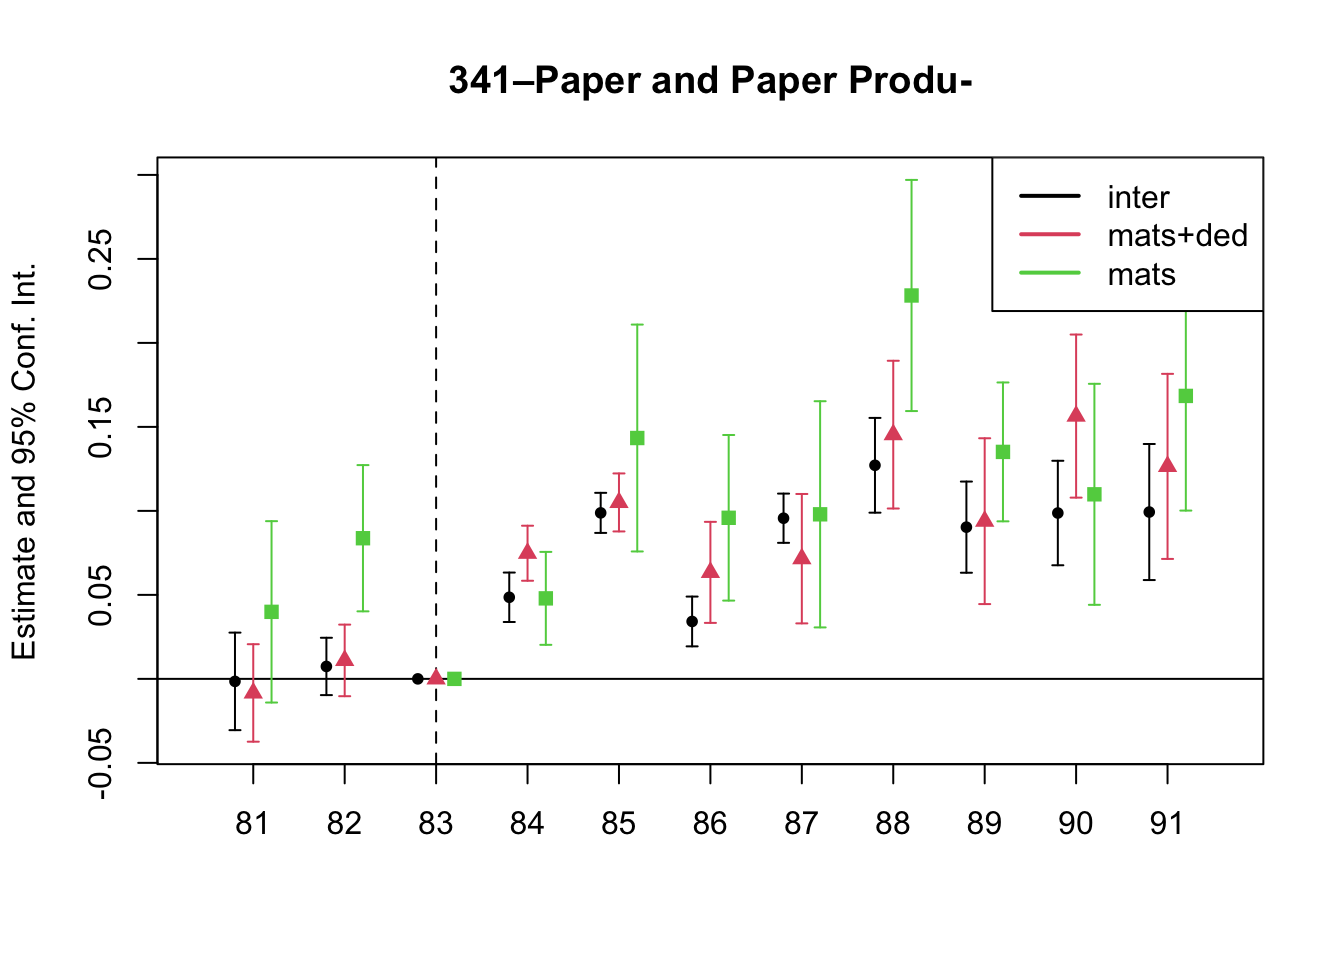 341–Paper and Paper Produ-
Estimate and 95% Conf. Int.
0.25
0.15
0.05
-0.05
inter
mats+ded
mats
81 82 83 84 85 86 87 88 89 90 91